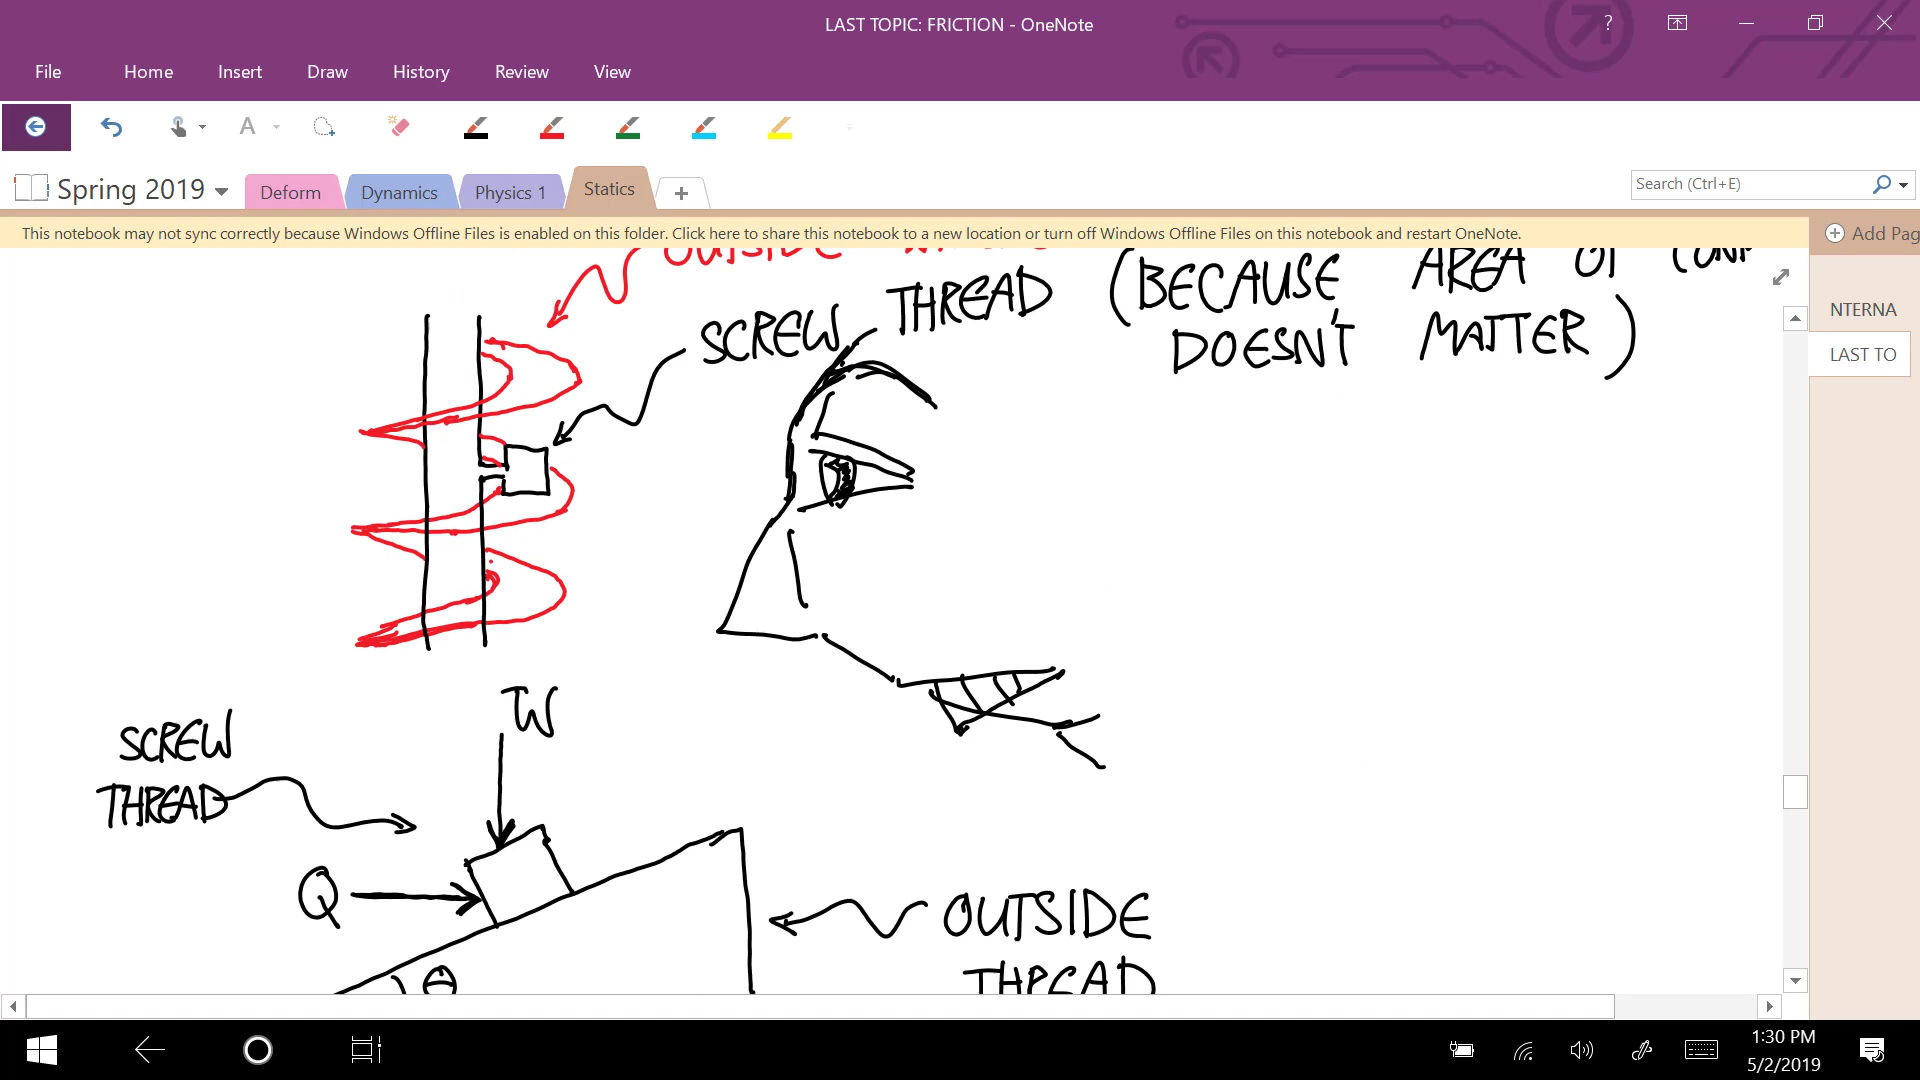 LAST TOPIC: FRICTION - OneNote
?
File Home Insert Draw History Review View
A
Spring 2019 Deform Dynamics Physics 1 Statics +
Search (Ctrl+E)
This notebook may not sync correctly because Windows Offline Files is enabled on this folder. Click here to share this notebook to a new location or turn off Windows Offline Files on this notebook and restart OneNote.
Add Pag
NTERNA
LAST TO
OUTSIDE
SCREW THREAD (BECAUSE AREA OF
DOESN'T MATTER)
W
SCREW
THREAD
Q
OUTSIDE
THREAD
θ
1:30 PM
5/2/2019